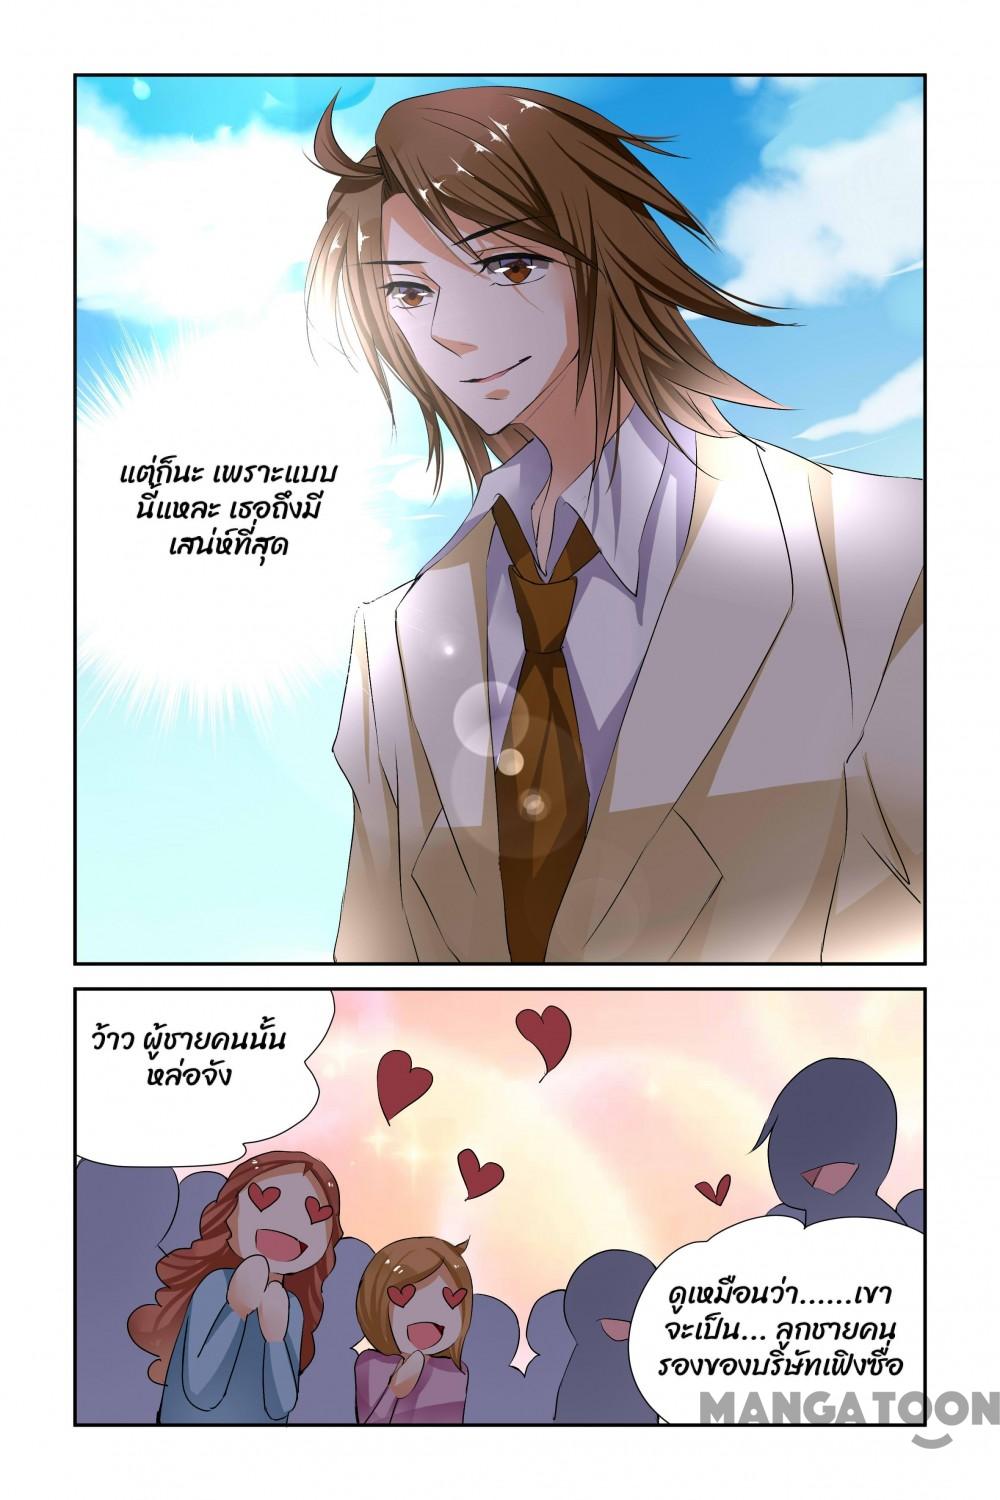 แต่ก็นะ เพราะแบบ
นี้แหละ เธอถึงมี
เสน่ห์ที่สุด
ว้าว ผู้ชายคนนั้น
หล่อจัง
ดูเหมือนว่า......เขา
จะเป็น... ลูกชายคน
รองของบริษัทเฟิงซื่อ
MANGATOON